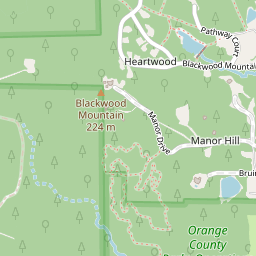 Pathway Court
Heartwood
Blackwood Mountain
Blackwood
Mountain
224 m
Manor Drive
Manor Hill
Orange
County